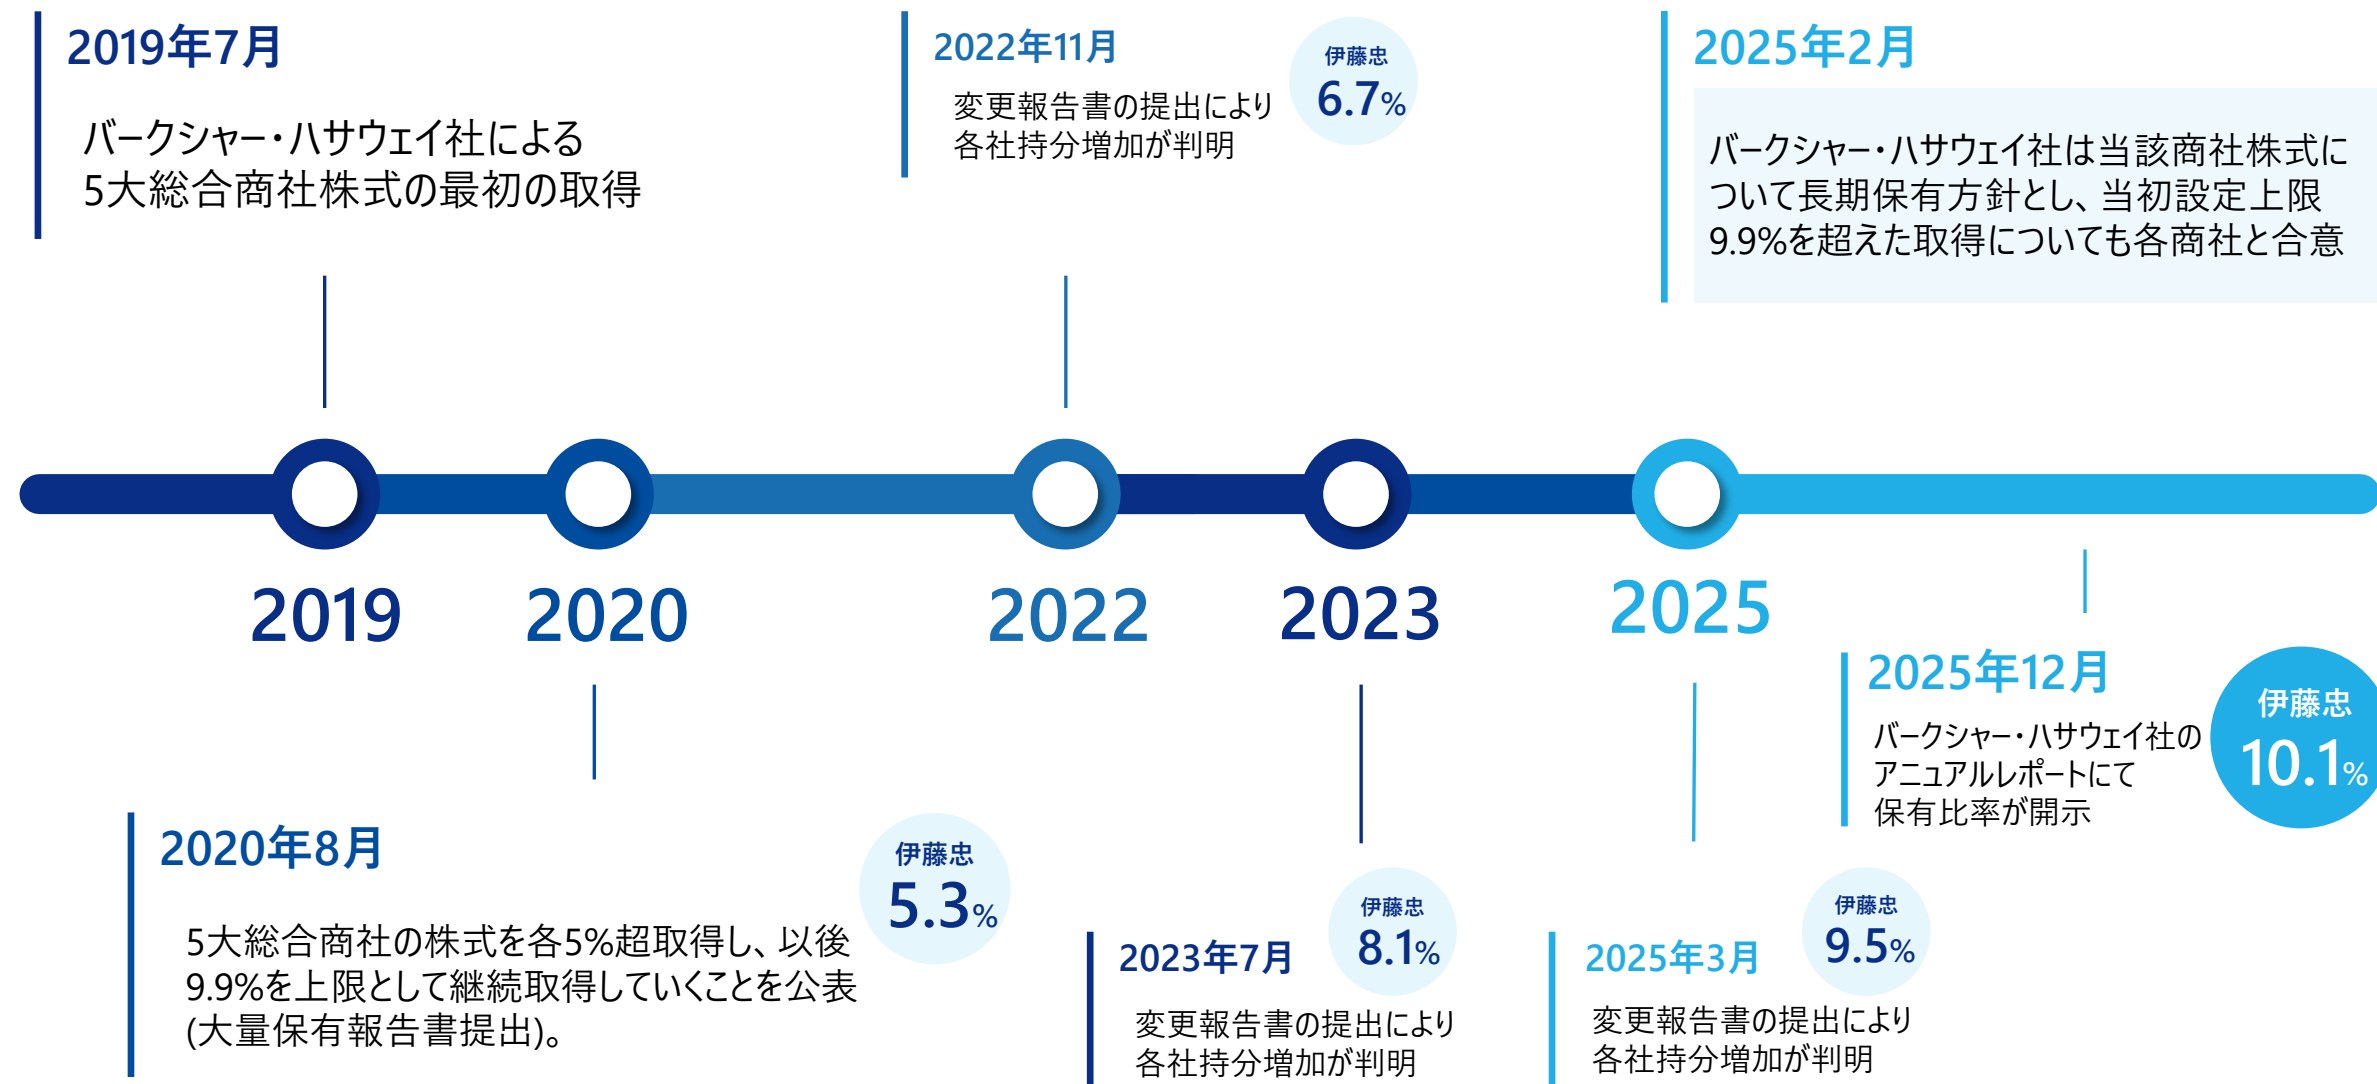 2019年7月
バークシャー・ハサウェイ社による
5大総合商社株式の最初の取得
2022年11月
変更報告書の提出により
各社持分増加が判明
伊藤忠
6.7%
2025年2月
バークシャー・ハサウェイ社は当該商社株式に
ついて長期保有方針とし、当初設定上限
9.9%を超えた取得についても各商社と合意
2019
2020
2022
2023
2025
2020年8月
5大総合商社の株式を各5%超取得し、以後
9.9%を上限として継続取得していくことを公表
(大量保有報告書提出)。
伊藤忠
5.3%
2023年7月
変更報告書の提出により
各社持分増加が判明
伊藤忠
8.1%
2025年3月
変更報告書の提出により
各社持分増加が判明
伊藤忠
9.5%
2025年12月
バークシャー・ハサウェイ社の
アニュアルレポートにて
保有比率が開示
伊藤忠
10.1%